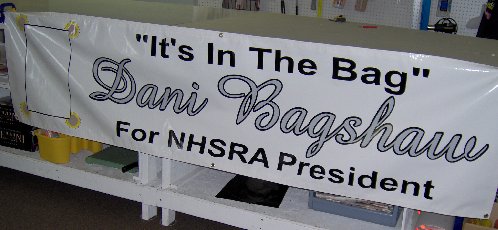 "It's In The Bag"
Dani Bagshaw
For NHSRA President